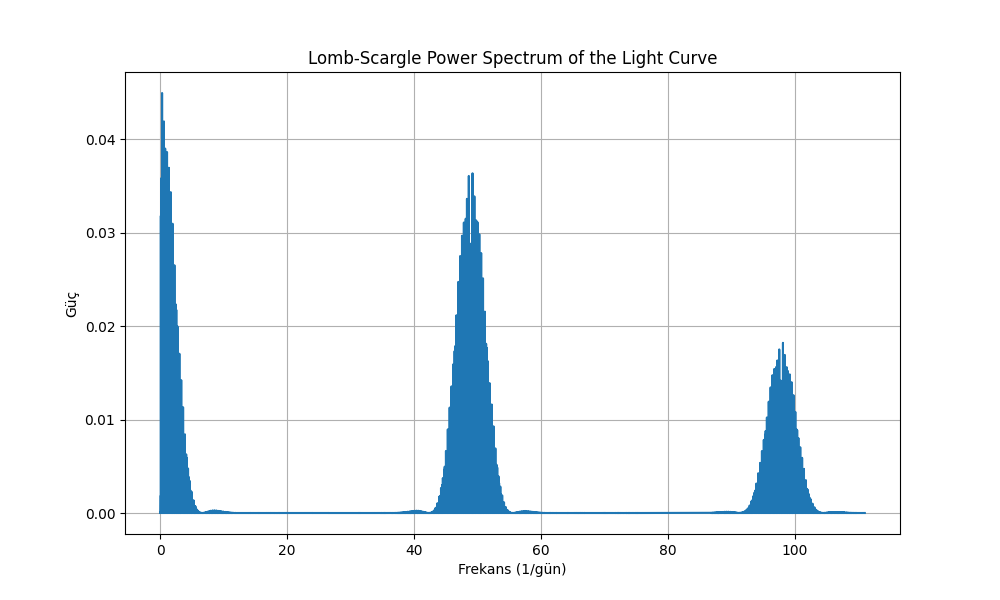 Lomb-Scargle Power Spectrum of the Light Curve
Güç
0.04
0.03
0.02
0.01
0.00
0 20 40 60 80 100
Frekans (1/gün)